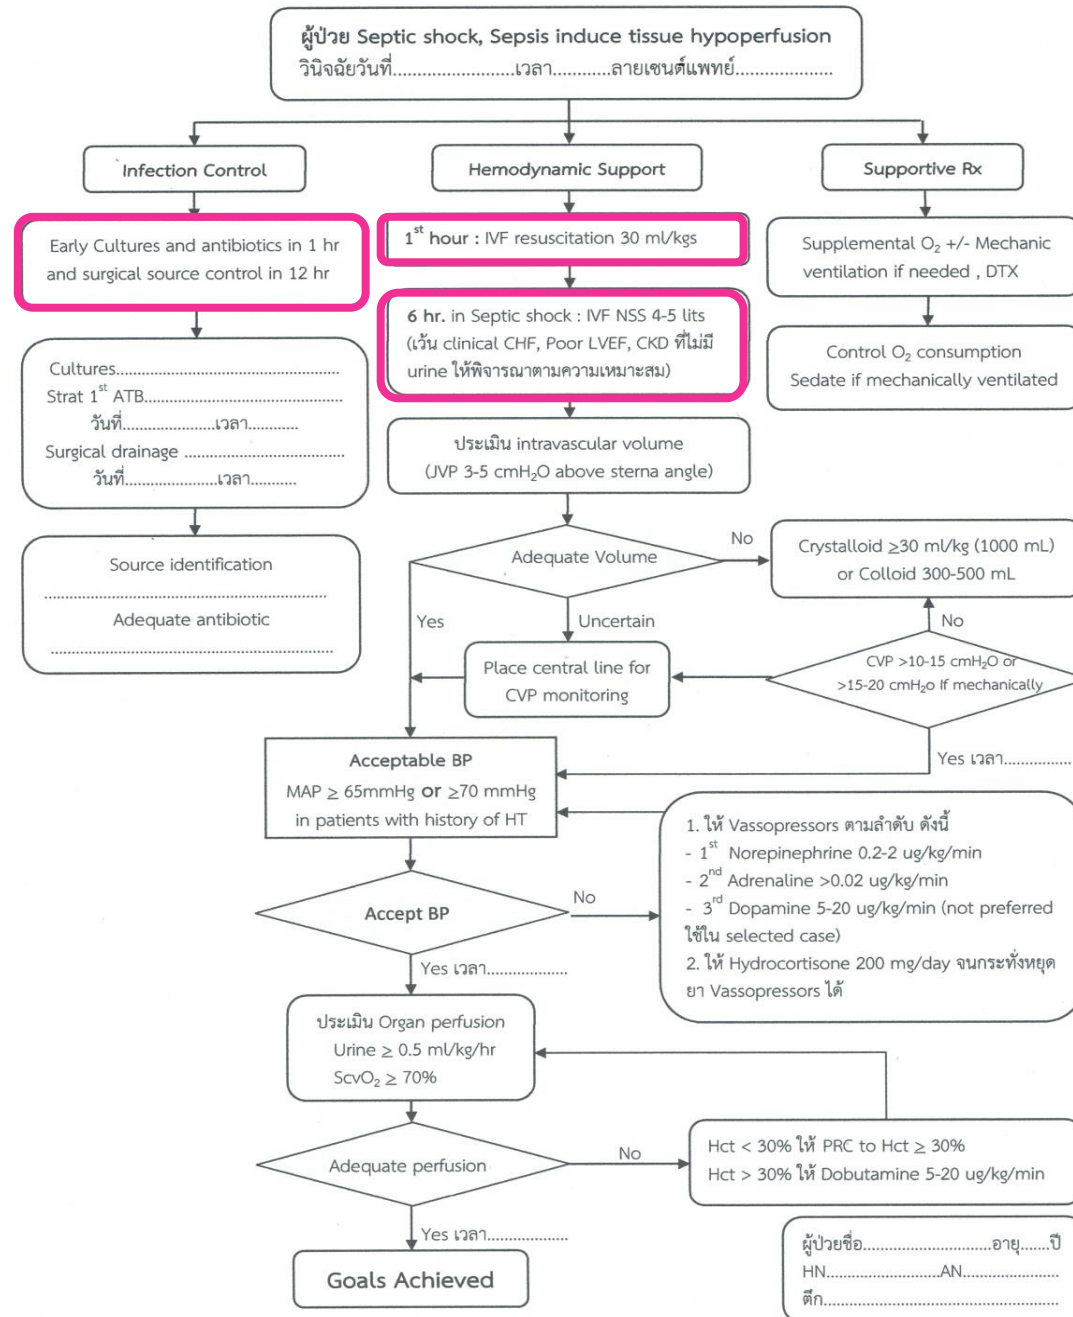 ผู้ป่วย Septic shock, Sepsis induce tissue hypoperfusion
วินิจฉัยวันที่........................เวลา...........ลายเซนต์แพทย์...................
Infection Control
Hemodynamic Support
Supportive Rx
Early Cultures and antibiotics in 1 hr
and surgical source control in 12 hr
1st hour : IVF resuscitation 30 ml/kgs
Supplemental O₂ +/- Mechanic
ventilation if needed , DTX
6 hr. in Septic shock : IVF NSS 4-5 lits
(เว้น clinical CHF, Poor LVEF, CKD ที่ไม่มี
urine ให้พิจารณาตามความเหมาะสม)
Control O₂ consumption
Sedate if mechanically ventilated
Cultures.............................................
Strat 1st ATB.......................................
วันที่........................เวลา..........
Surgical drainage ................................
วันที่.....................เวลา.........
ประเมิน intravascular volume
(JVP 3-5 cmH₂O above sterna angle)
Source identification
........................................................
Adequate antibiotic
........................................................
Adequate Volume
No
Crystalloid ≥30 ml/kg (1000 mL)
or Colloid 300-500 mL
Yes
Uncertain
No
Place central line for
CVP monitoring
CVP >10-15 cmH₂O or
>15-20 cmH₂o If mechanically
Yes เวลา...................
Acceptable BP
MAP ≥ 65mmHg or ≥70 mmHg
in patients with history of HT
1. ให้ Vassopressors ตามลำดับ ดังนี้
- 1st Norepinephrine 0.2-2 ug/kg/min
- 2nd Adrenaline >0.02 ug/kg/min
- 3rd Dopamine 5-20 ug/kg/min (not preferred
ใช้ใน selected case)
2. ให้ Hydrocortisone 200 mg/day จนกระทั่งหยุด
ยา Vassopressors ได้
Accept BP
No
Yes เวลา.................
ประเมิน Organ perfusion
Urine ≥ 0.5 ml/kg/hr
ScvO₂ ≥ 70%
Adequate perfusion
No
Hct < 30% ให้ PRC to Hct ≥ 30%
Hct > 30% ให้ Dobutamine 5-20 ug/kg/min
Yes เวลา.................
Goals Achieved
ผู้ป่วยชื่อ..........................อายุ.......ปี
HN......................AN...................
ตึก...............................................